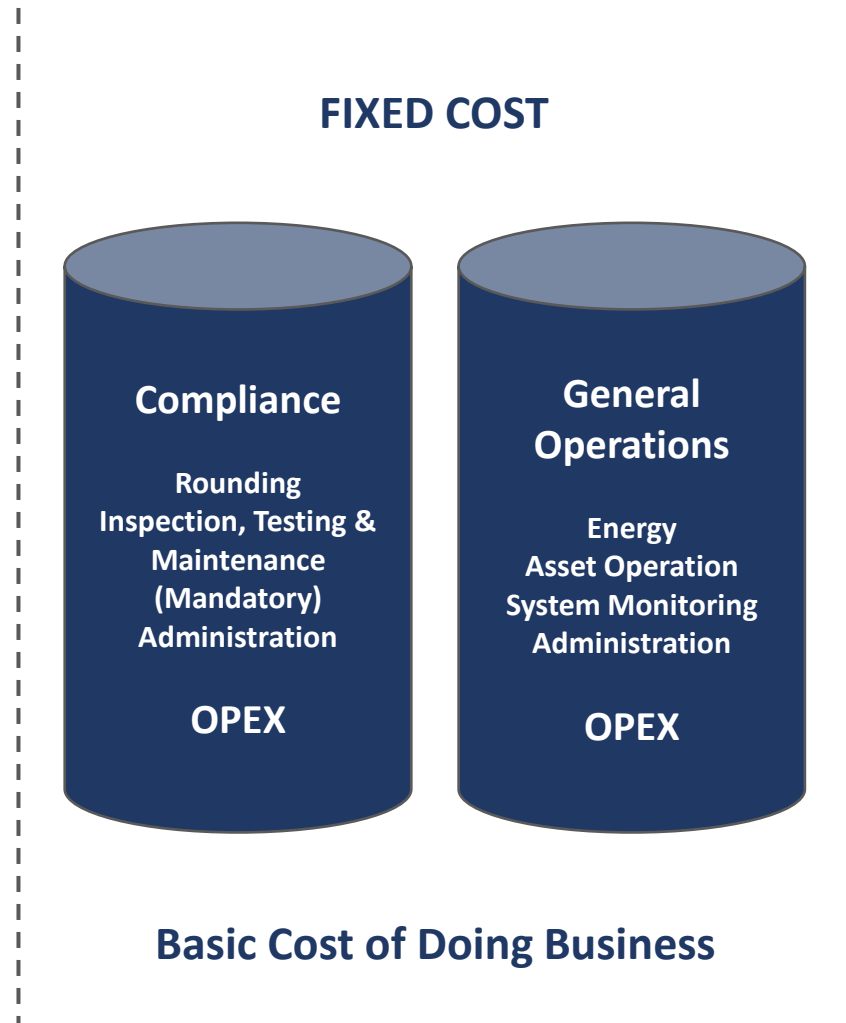 FIXED COST
Compliance
Rounding
Inspection, Testing &
Maintenance
(Mandatory)
Administration
OPEX
General
Operations
Energy
Asset Operation
System Monitoring
Administration
OPEX
Basic Cost of Doing Business